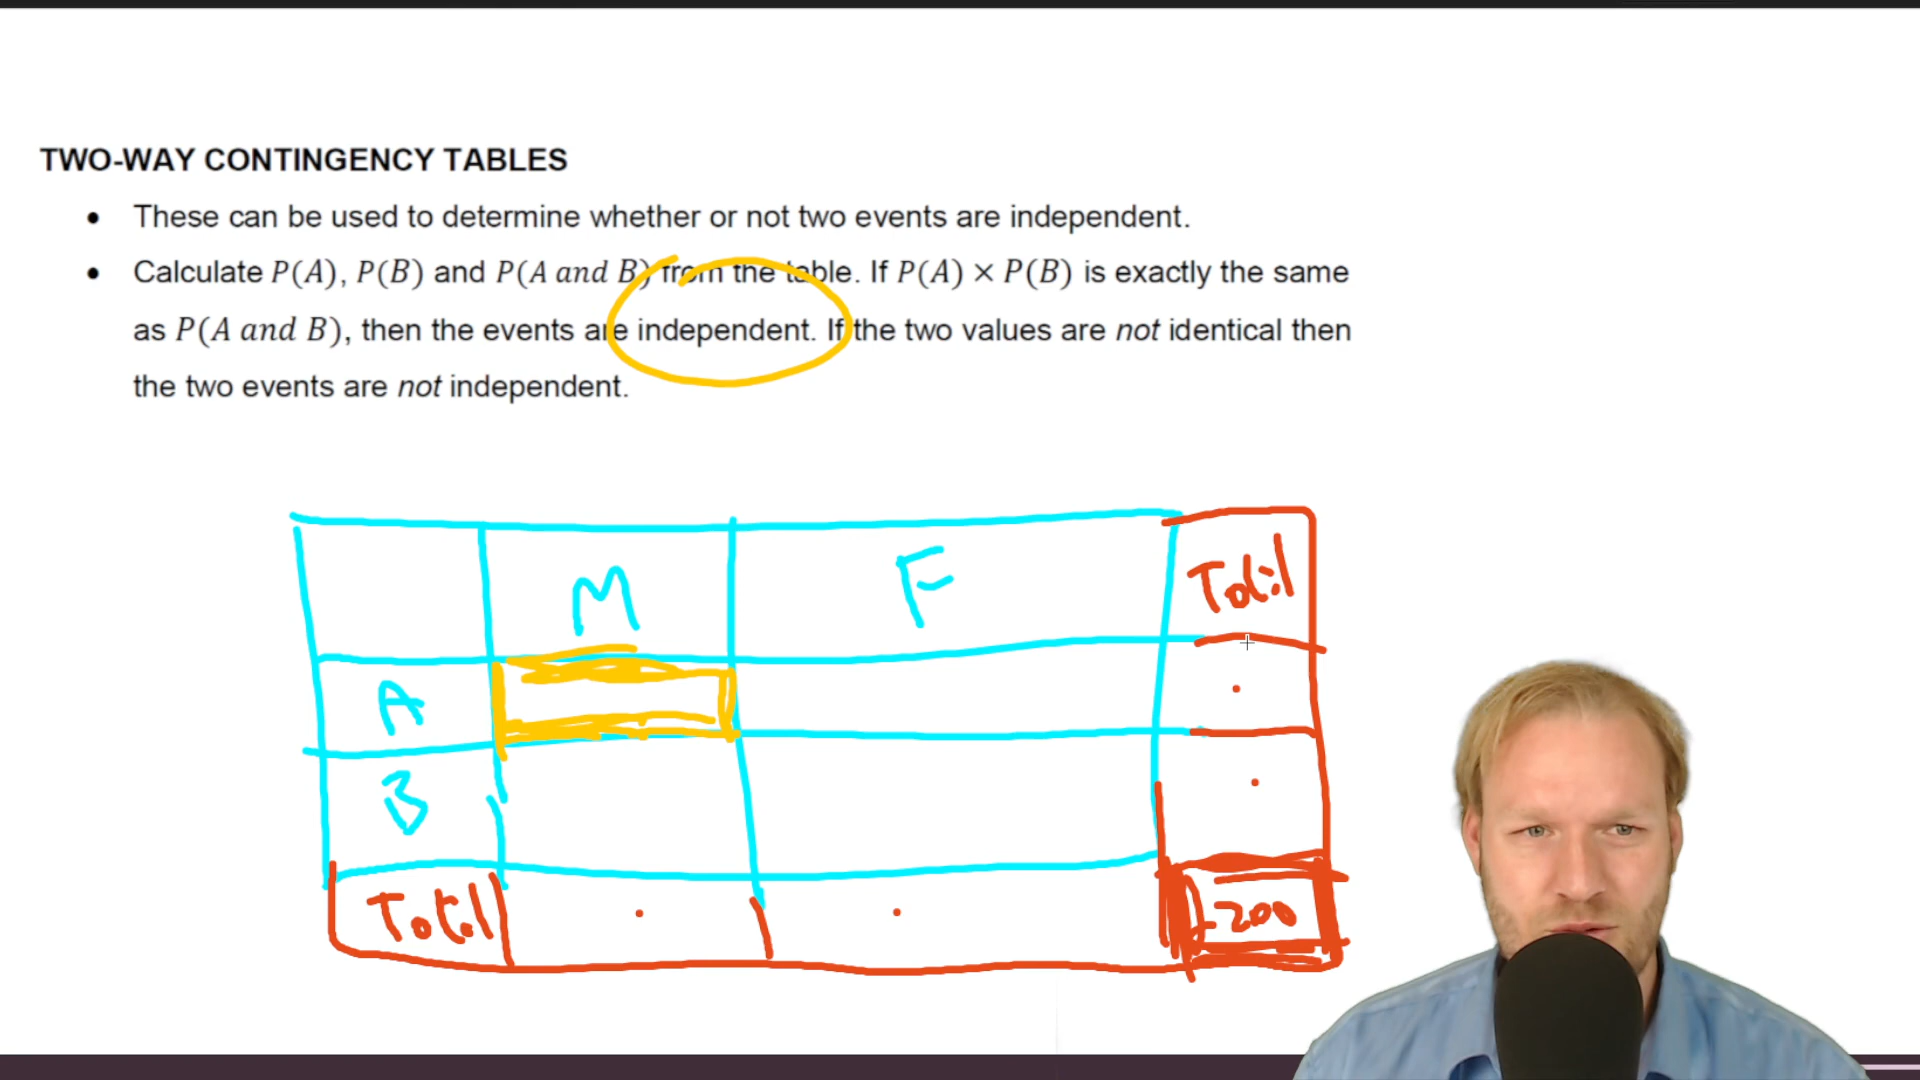 TWO-WAY CONTINGENCY TABLES
• These can be used to determine whether or not two events are independent.
• Calculate P(A), P(B) and P(A and B) from the table. If P(A) × P(B) is exactly the same
as P(A and B), then the events are independent. If the two values are not identical then
the two events are not independent.
M F Total
A
B
Total 200